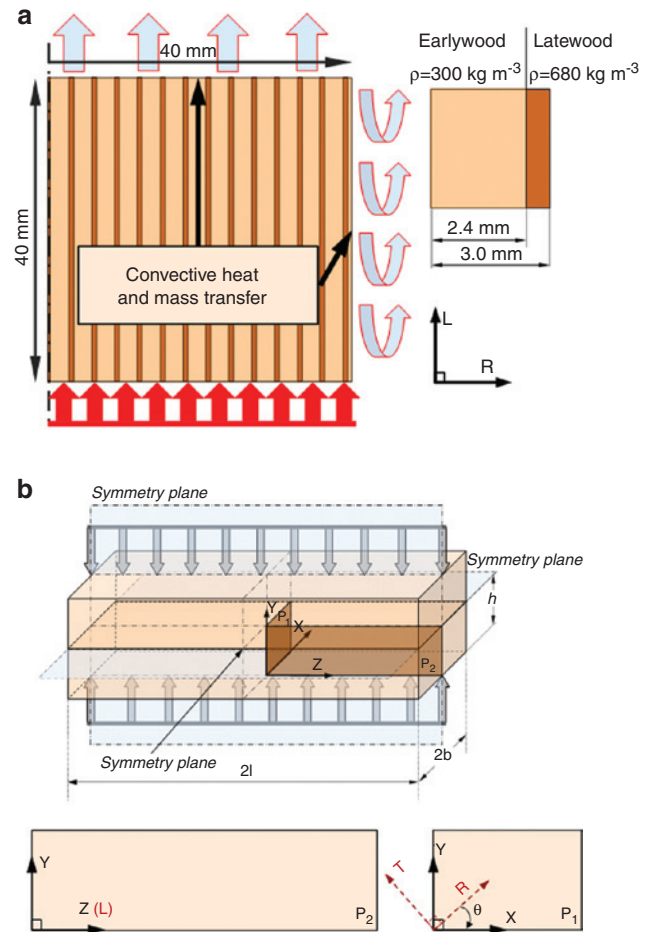 a
40 mm
Earlywood
Latewood
ρ=300 kg m-3
ρ=680 kg m-3
40 mm
2.4 mm
3.0 mm
Convective heat
and mass transfer
L
R
b
Symmetry plane
Symmetry plane
h
Y
P1
X
Z
P2
Symmetry plane
2l
2b
Y
Z (L)
P2
T
Y
R
θ
X
P1